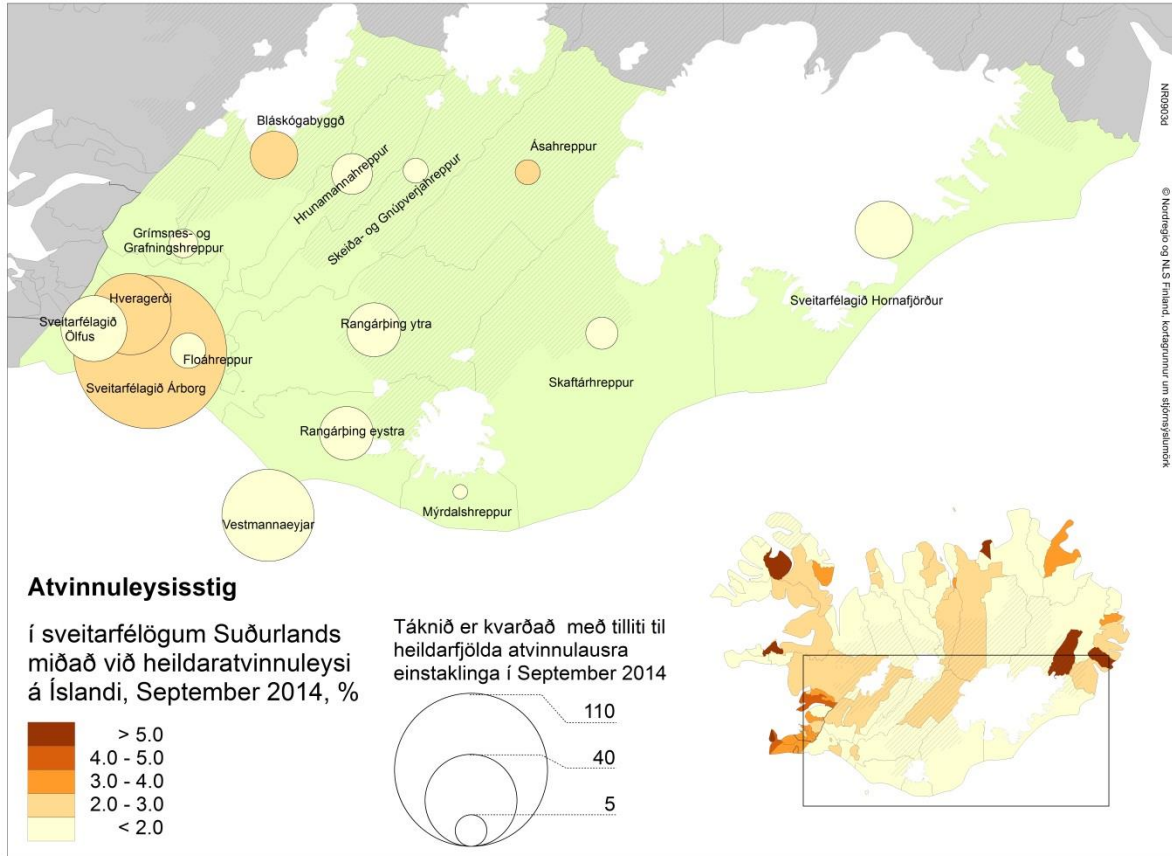 Bláskógabyggð
Hrunamannahreppur
Skeiða- og Gnúpverjahreppur
Ásahreppur
Grímsnes- og
Grafningshreppur
Hveragerði
Sveitarfélagið
Ölfus
Floáhreppur
Sveitarfélagið Árborg
Rangárþing ytra
Sveitarfélagið Hornafjörður
Skaftárhreppur
Rangárþing eystra
Mýrdalshreppur
Vestmannaeyjar
NR0903d
© Nordregio og NLS Finland, kortagrunnur um stjórnsýslumörk
Atvinnuleysisstig
í sveitarfélögum Suðurlands
miðað við heildaratvinnuleysi
á Íslandi, September 2014, %
> 5.0
4.0 - 5.0
3.0 - 4.0
2.0 - 3.0
< 2.0
Táknið er kvarðað með tilliti til
heildarfjölda atvinnulausra
einstaklinga í September 2014
110
40
5